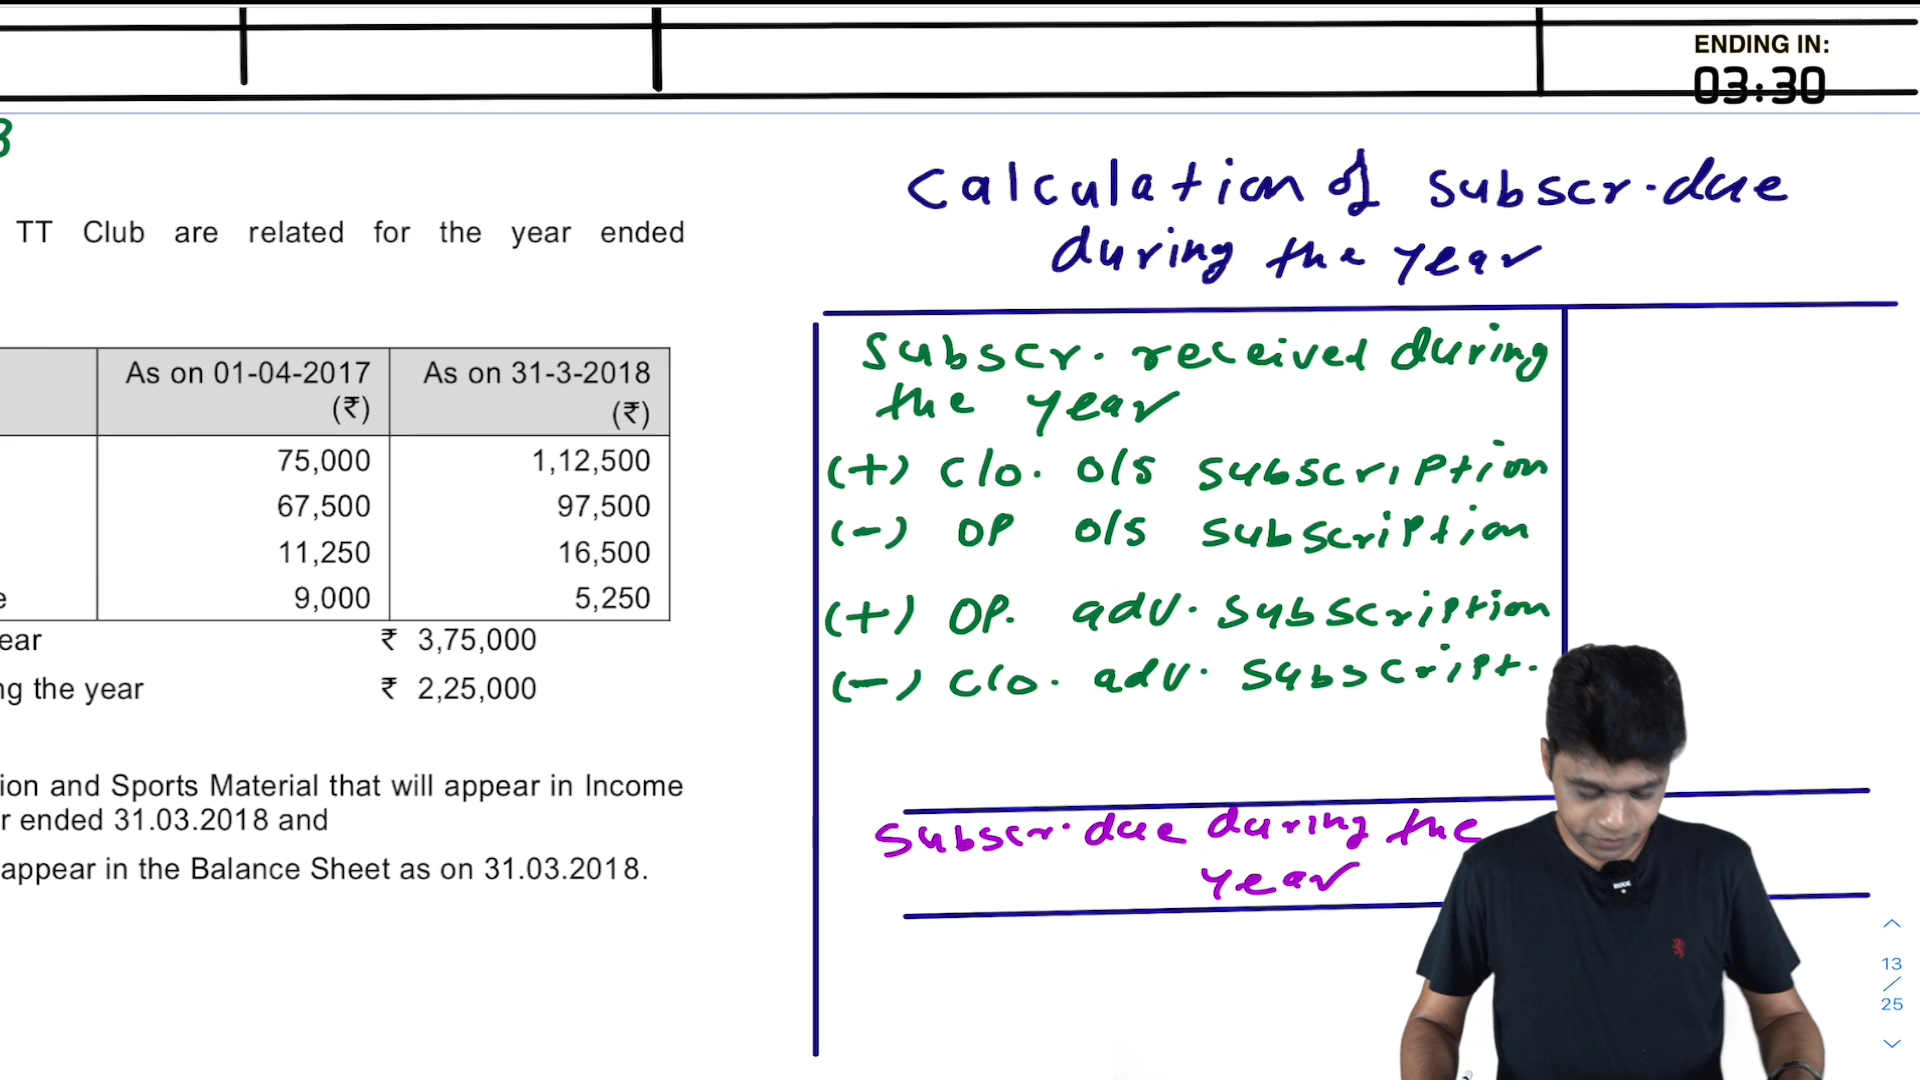 ENDING IN:
03:30
TT Club are related for the year ended
As on 01-04-2017 (₹) As on 31-3-2018 (₹)
75,000 1,12,500
67,500 97,500
11,250 16,500
e 9,000 5,250
ear ₹ 3,75,000
ng the year ₹ 2,25,000
ion and Sports Material that will appear in Income
r ended 31.03.2018 and
appear in the Balance Sheet as on 31.03.2018.
Calculation of subscr. due
during the year
Subscr. received during
the year
(+) Clo. o/s subscription
(-) OP o/s subscription
(+) OP. adv. subscription
(-) Clo. adv. subscript.
Subscr. due during the
year
RODE
13
/
25